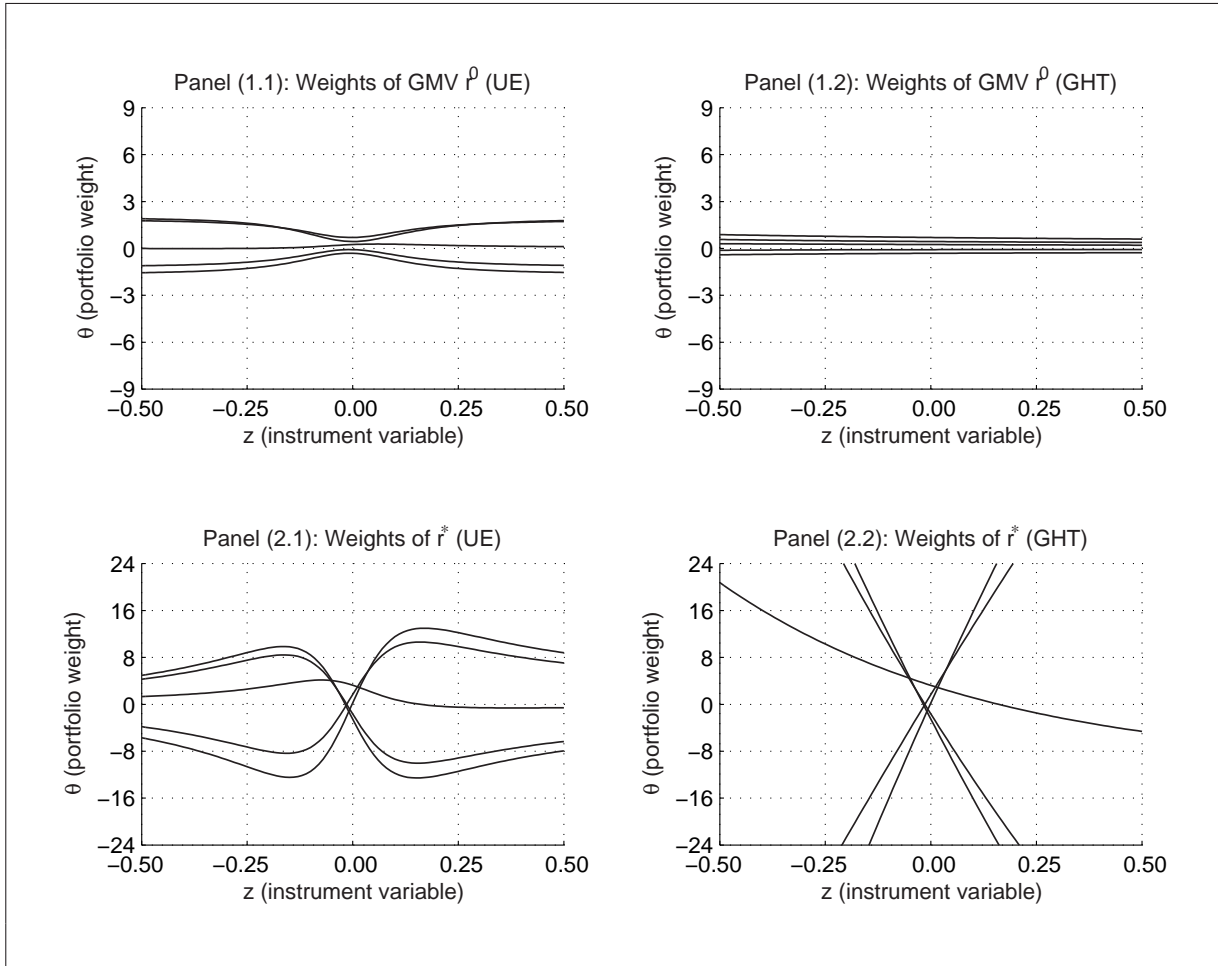 Panel (1.1): Weights of GMV r⁰ (UE)
9
6
3
0
−3
−6
−9
θ (portfolio weight)
−0.50 −0.25 0.00 0.25 0.50
z (instrument variable)
Panel (1.2): Weights of GMV r⁰ (GHT)
9
6
3
0
−3
−6
−9
θ (portfolio weight)
−0.50 −0.25 0.00 0.25 0.50
z (instrument variable)
Panel (2.1): Weights of r* (UE)
24
16
8
0
−8
−16
−24
θ (portfolio weight)
−0.50 −0.25 0.00 0.25 0.50
z (instrument variable)
Panel (2.2): Weights of r* (GHT)
24
16
8
0
−8
−16
−24
θ (portfolio weight)
−0.50 −0.25 0.00 0.25 0.50
z (instrument variable)